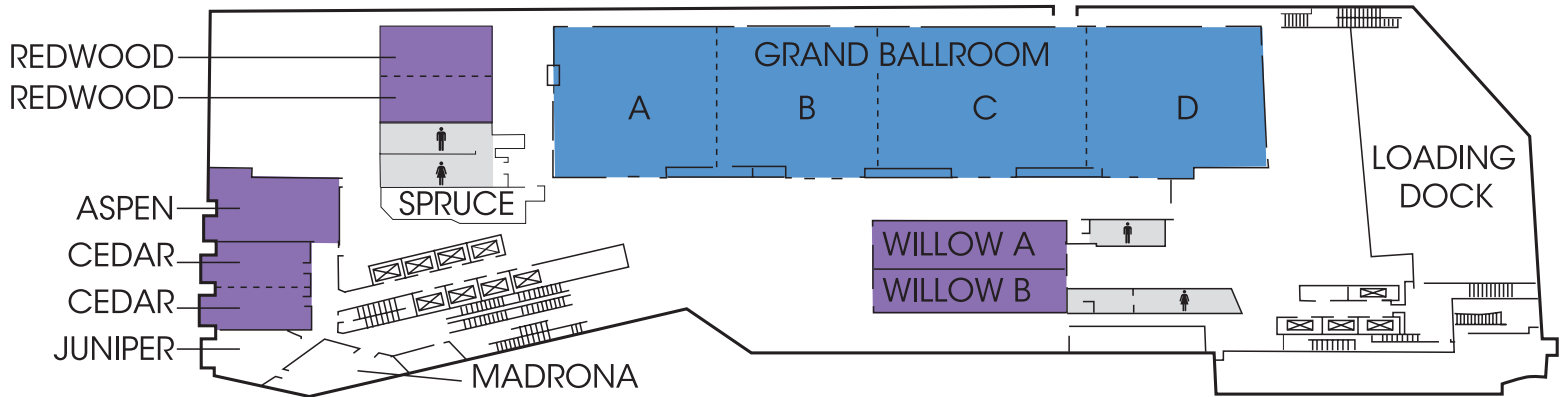 REDWOOD
REDWOOD
GRAND BALLROOM
A
B
C
D
LOADING
DOCK
ASPEN
SPRUCE
CEDAR
CEDAR
WILLOW A
WILLOW B
JUNIPER
MADRONA